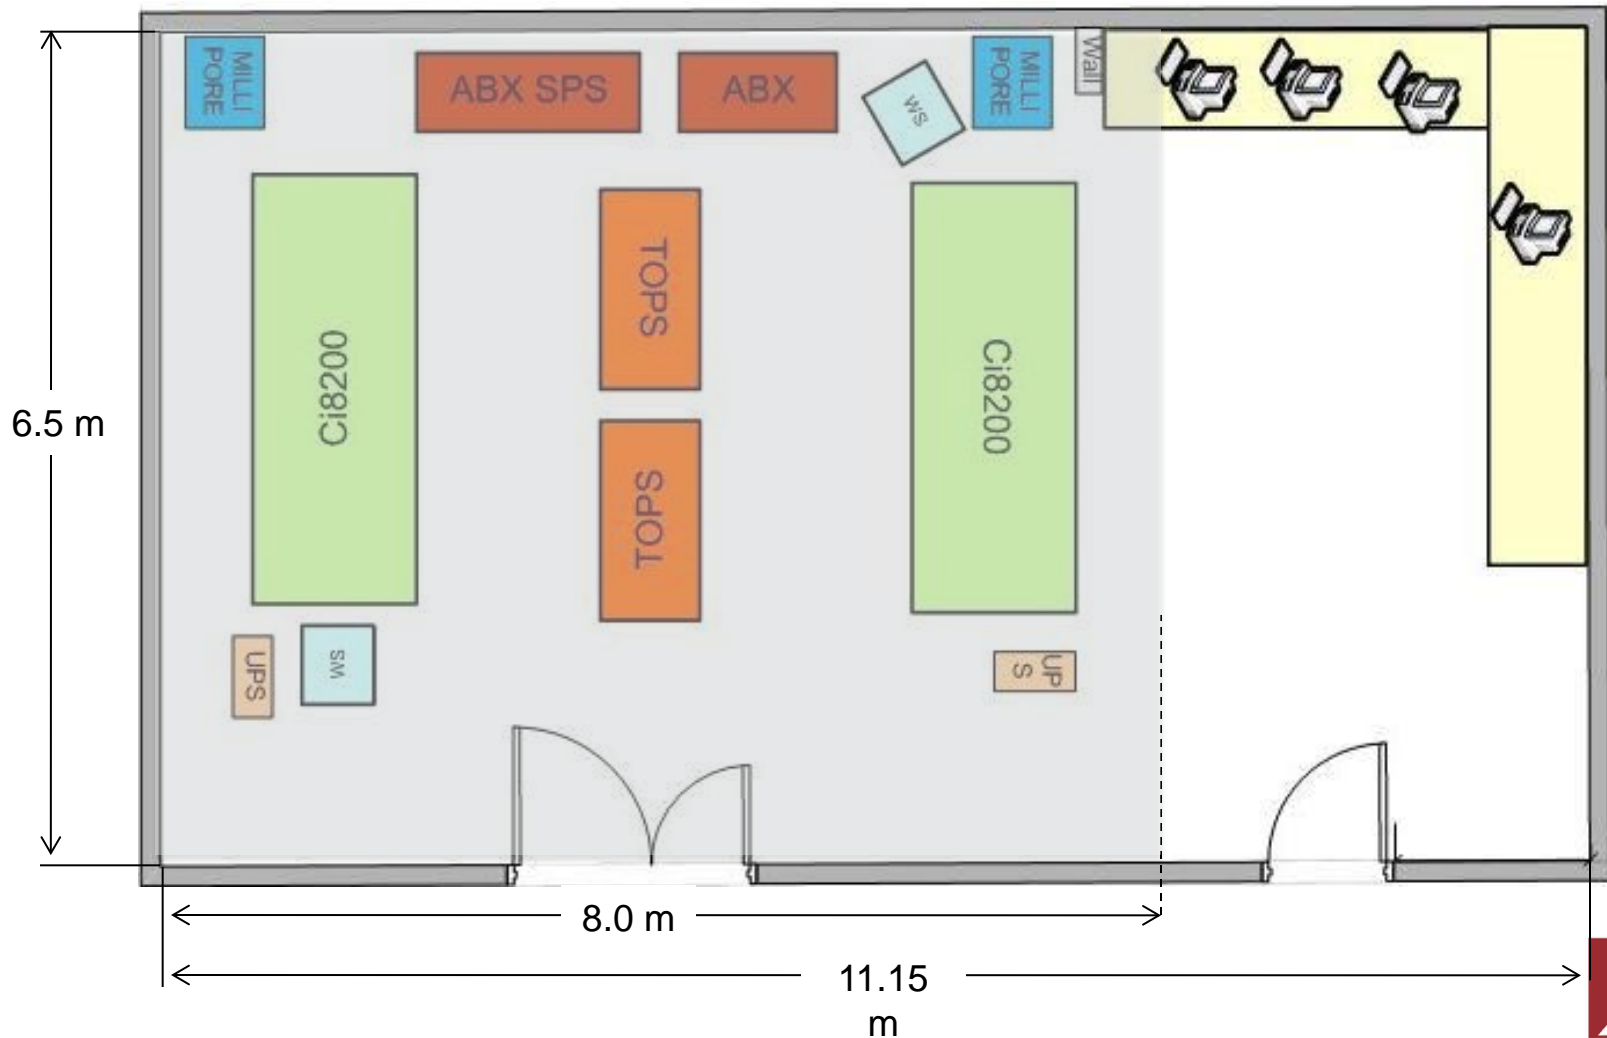 MILLI
PORE
ABX SPS
ABX
WS
MILLI
PORE
Wall
TOPS
Ci8200
Ci8200
6.5 m
TOPS
UPS
WS
UP
S
8.0 m
11.15
m